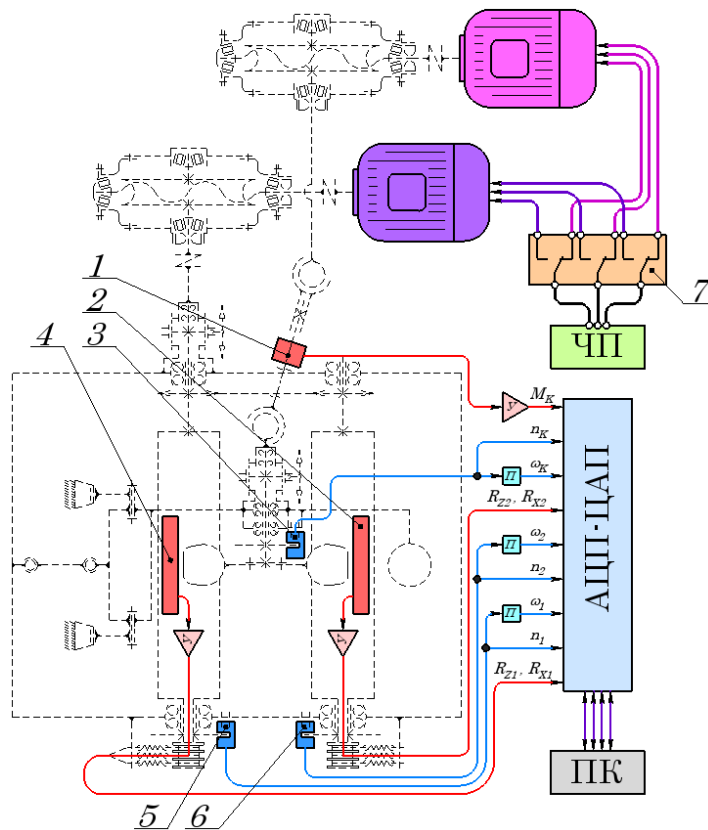 1
2
3
4
7
ЧП
У
M_K
n_K
П
ω_K
R_Z2, R_X2
П
ω_2
n_2
П
ω_1
n_1
R_Z1, R_X1
АЦП-ЦАП
У
У
5
6
ПК